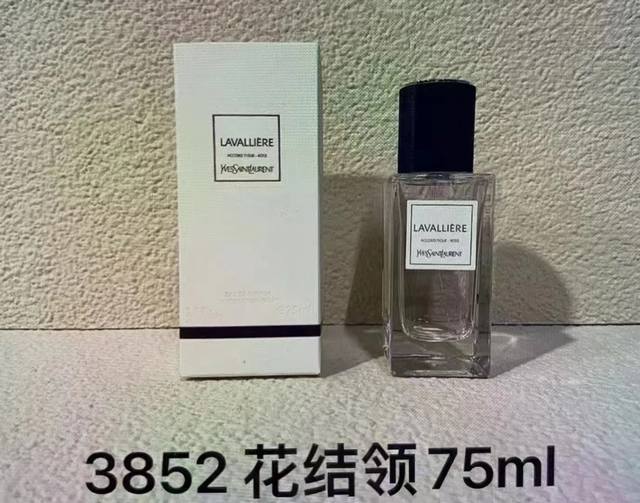 LAVALLIÈRE
YVESSAINTLAURENT
LAVALLIÈRE
YVESSAINTLAURENT
3852 花结领 75ml